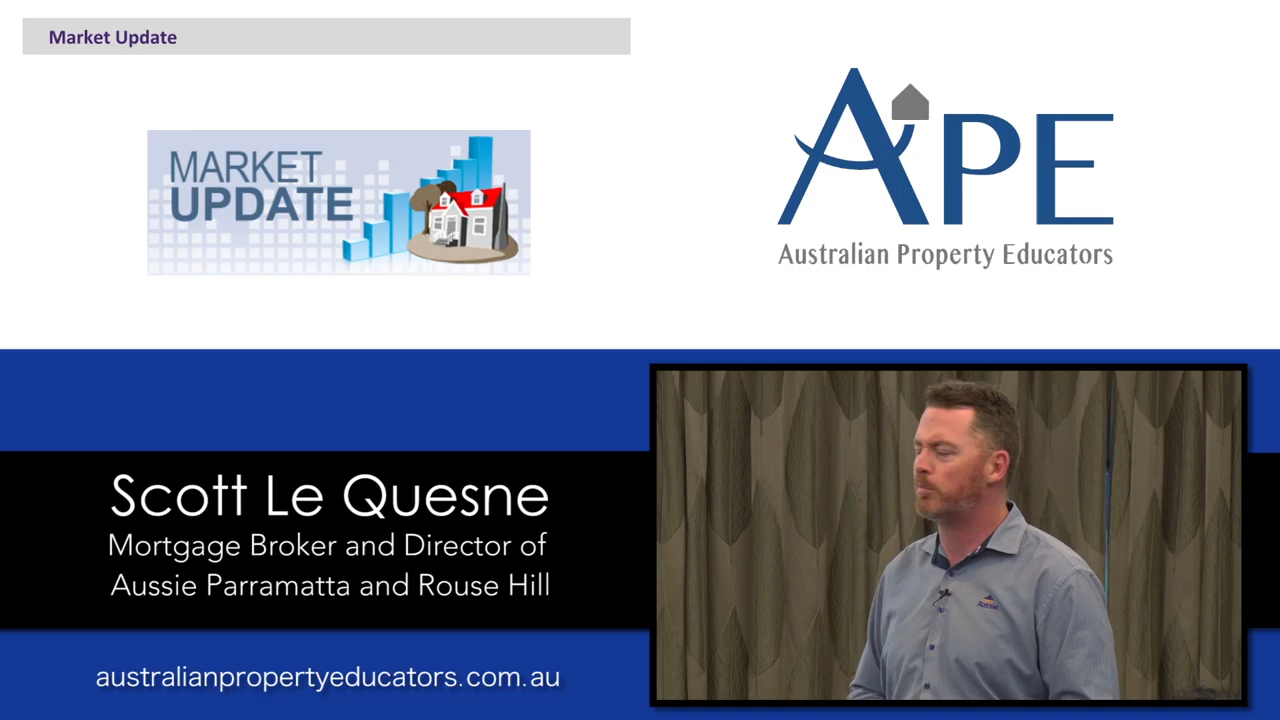 Market Update
MARKET
UPDATE
APE
Australian Property Educators
Scott Le Quesne
Mortgage Broker and Director of
Aussie Parramatta and Rouse Hill
australianpropertyeducators.com.au
AUSSIE